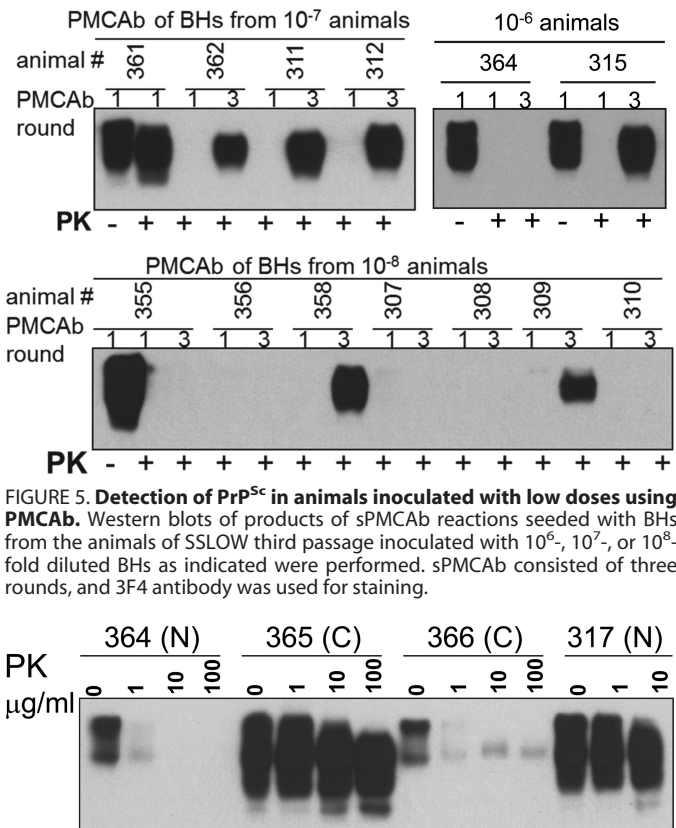 PMCAb of BHs from 10⁻⁷ animals
animal # 361 362 311 312
PMCAb round 1 1 1 3 1 3 1 3
PK - + + + + + + +
10⁻⁶ animals
364 315
1 1 3 1 1 3
- + + - + +
PMCAb of BHs from 10⁻⁸ animals
animal # 355 356 358 307 308 309 310
PMCAb round 1 1 3 1 3 1 3 1 3 1 3 1 3 1 3
PK - + + + + + + + + + + + + + +
FIGURE 5. Detection of PrPSc in animals inoculated with low doses using
PMCAb. Western blots of products of sPMCAb reactions seeded with BHs
from the animals of SSLOW third passage inoculated with 10⁶-, 10⁷-, or 10⁸-
fold diluted BHs as indicated were performed. sPMCAb consisted of three
rounds, and 3F4 antibody was used for staining.
364 (N) 365 (C) 366 (C) 317 (N)
PK μg/ml 0 1 10 100 0 1 10 100 0 1 10 100 0 1 10